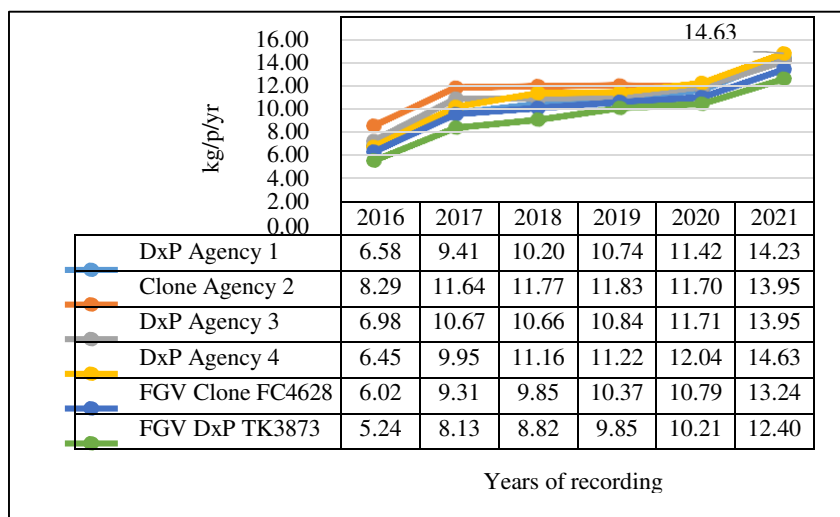 14.63
16.00
14.00
12.00
10.00
8.00
6.00
4.00
2.00
0.00
kg/p/yr
2016 2017 2018 2019 2020 2021
DxP Agency 1 6.58 9.41 10.20 10.74 11.42 14.23
Clone Agency 2 8.29 11.64 11.77 11.83 11.70 13.95
DxP Agency 3 6.98 10.67 10.66 10.84 11.71 13.95
DxP Agency 4 6.45 9.95 11.16 11.22 12.04 14.63
FGV Clone FC4628 6.02 9.31 9.85 10.37 10.79 13.24
FGV DxP TK3873 5.24 8.13 8.82 9.85 10.21 12.40
Years of recording